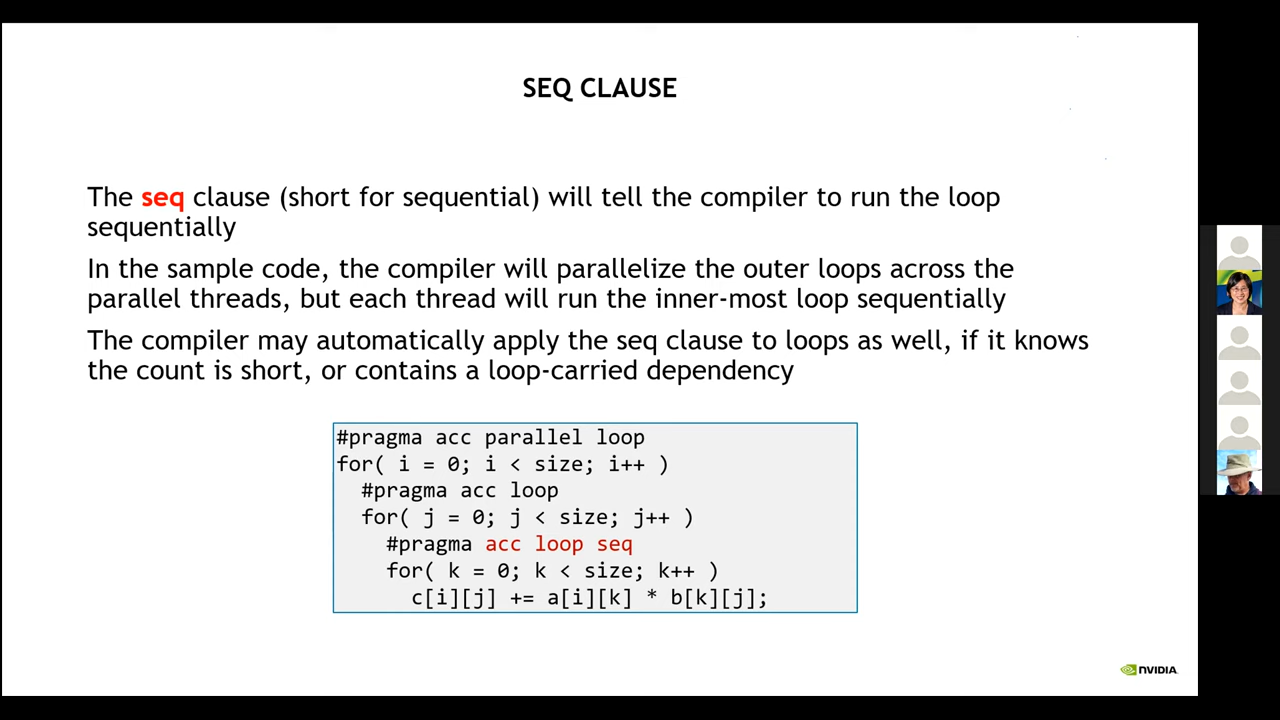 SEQ CLAUSE
The seq clause (short for sequential) will tell the compiler to run the loop
sequentially
In the sample code, the compiler will parallelize the outer loops across the
parallel threads, but each thread will run the inner-most loop sequentially
The compiler may automatically apply the seq clause to loops as well, if it knows
the count is short, or contains a loop-carried dependency
#pragma acc parallel loop
for( i = 0; i < size; i++ )
#pragma acc loop
for( j = 0; j < size; j++ )
#pragma acc loop seq
for( k = 0; k < size; k++ )
c[i][j] += a[i][k] * b[k][j];
NVIDIA